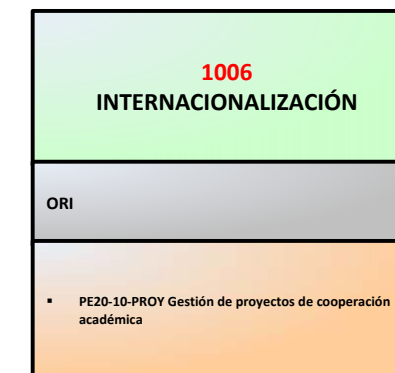 1006
INTERNACIONALIZACIÓN
ORI
▪ PE20-10-PROY Gestión de proyectos de cooperación
académica